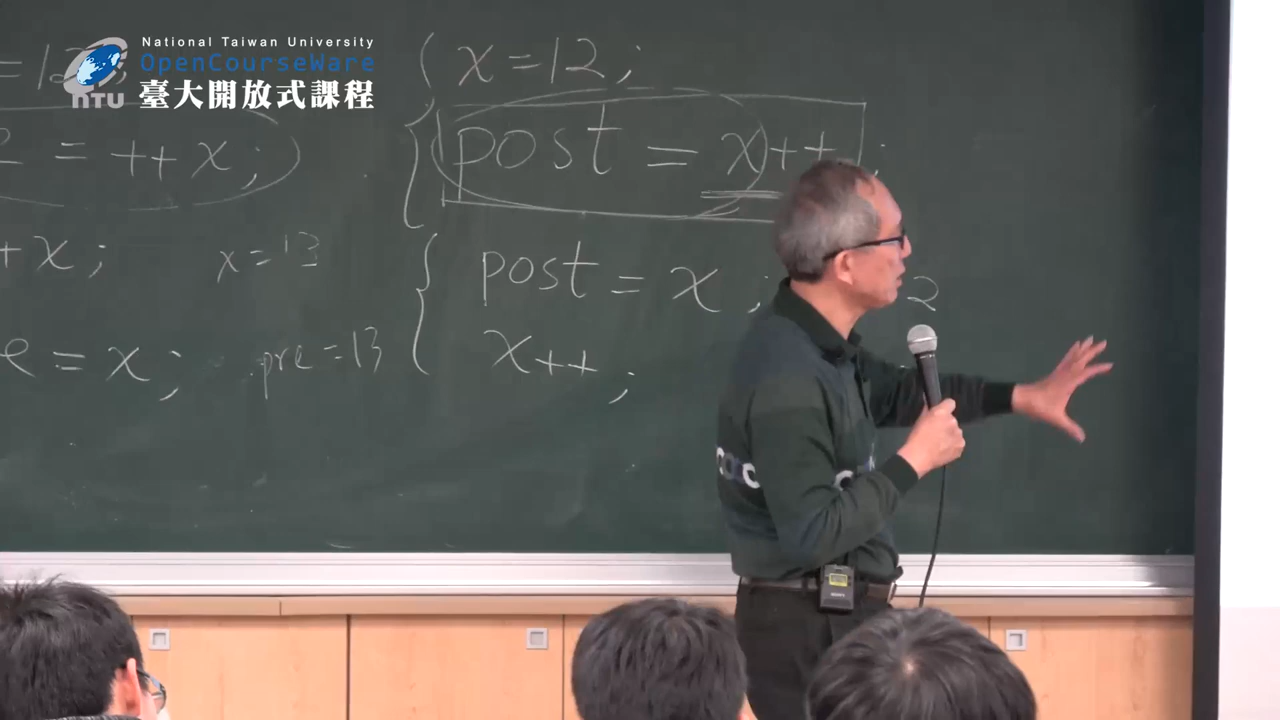 National Taiwan University
OpenCourseWare
NTU 臺大開放式課程
x=12;
= ++x;
post = x++;
+x; x=13
post = x; 2
e=x; pre=13
x++;